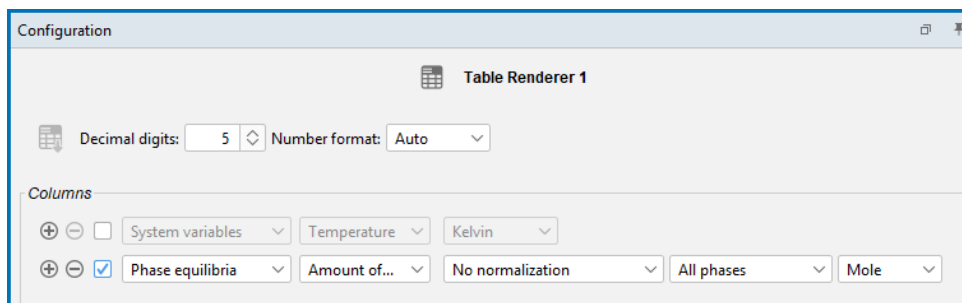 Configuration
Table Renderer 1
Decimal digits: 5 Number format: Auto
Columns
System variables Temperature Kelvin
Phase equilibria Amount of... No normalization All phases Mole